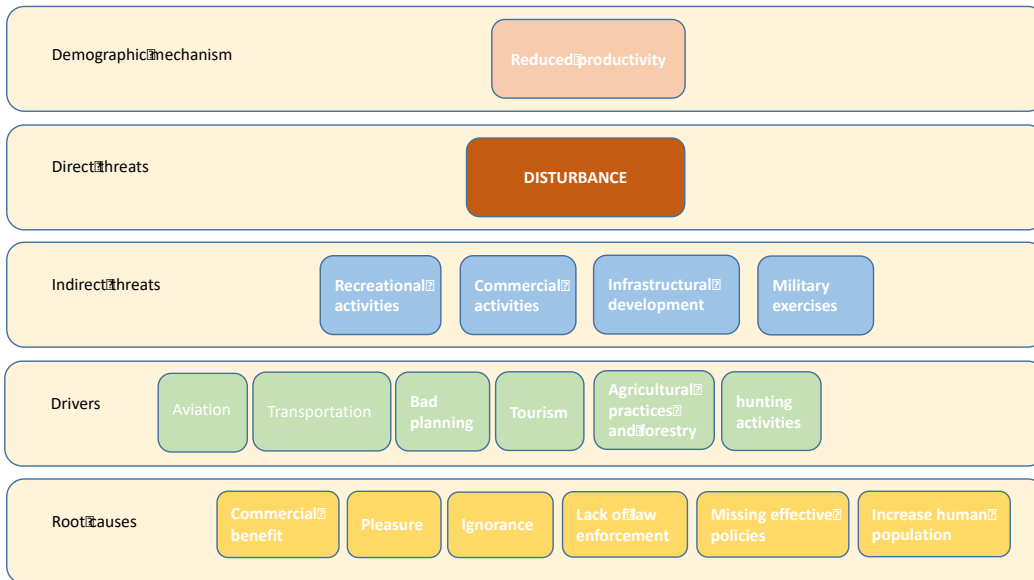 Demographic mechanism
Reduced productivity
Direct threats
DISTURBANCE
Indirect threats
Recreational
activities
Commercial
activities
Infrastructural
development
Military
exercises
Drivers
Aviation
Transportation
Bad
planning
Tourism
Agricultural
practices
and forestry
hunting
activities
Root causes
Commercial
benefit
Pleasure
Ignorance
Lack of law
enforcement
Missing effective
policies
Increase human
population